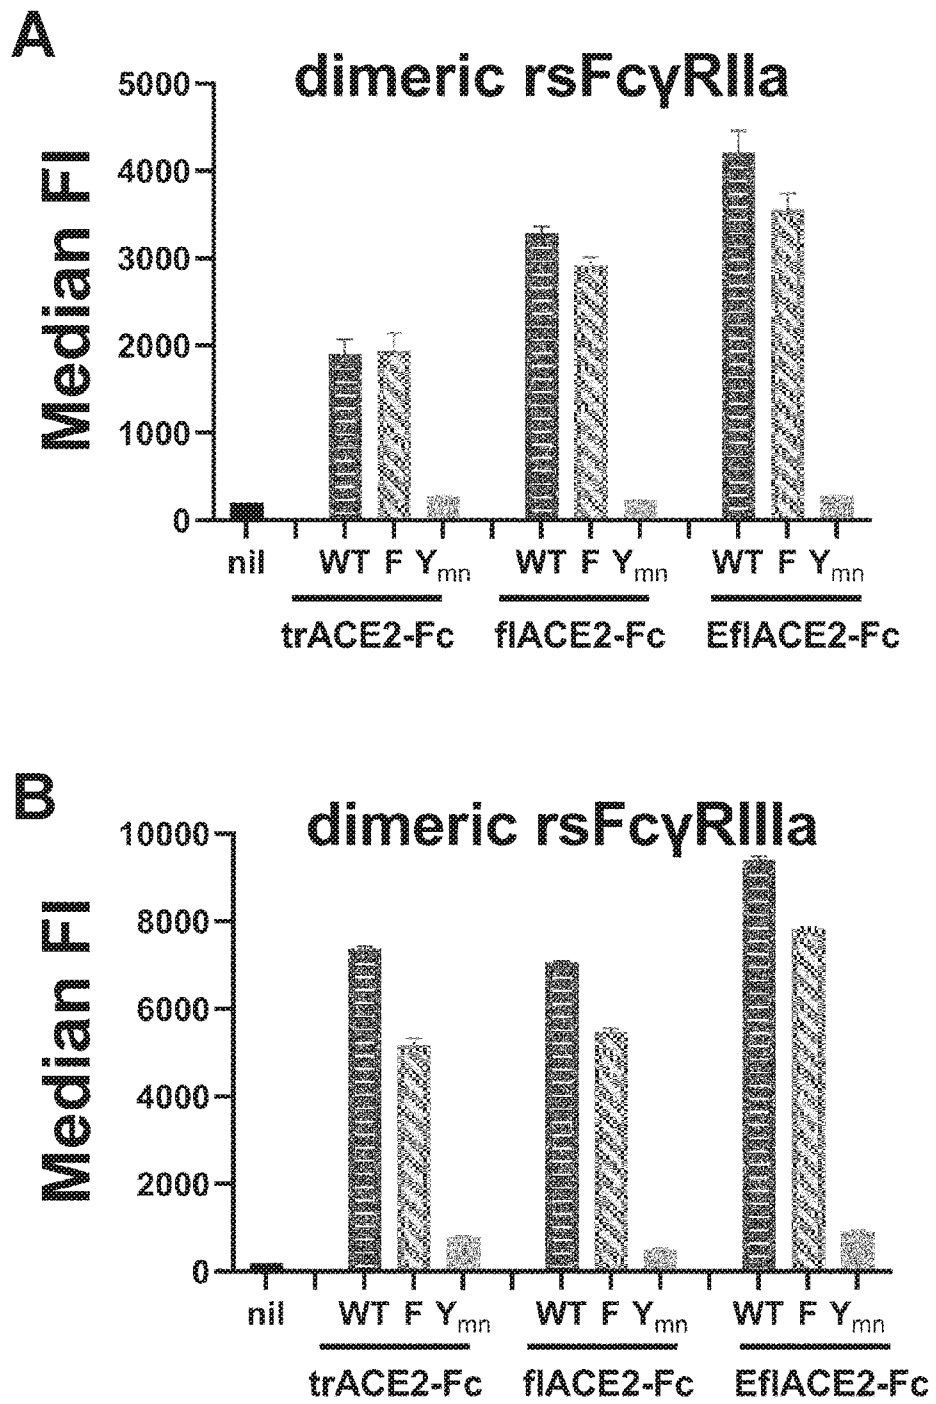 A
dimeric rsFcγRIIa
Median FI
5000
4000
3000
2000
1000
0
nil WT F Ymn WT F Ymn WT F Ymn
trACE2-Fc flACE2-Fc EflACE2-Fc
B
dimeric rsFcγRIIIa
Median FI
10000
8000
6000
4000
2000
0
nil WT F Ymn WT F Ymn WT F Ymn
trACE2-Fc flACE2-Fc EflACE2-Fc